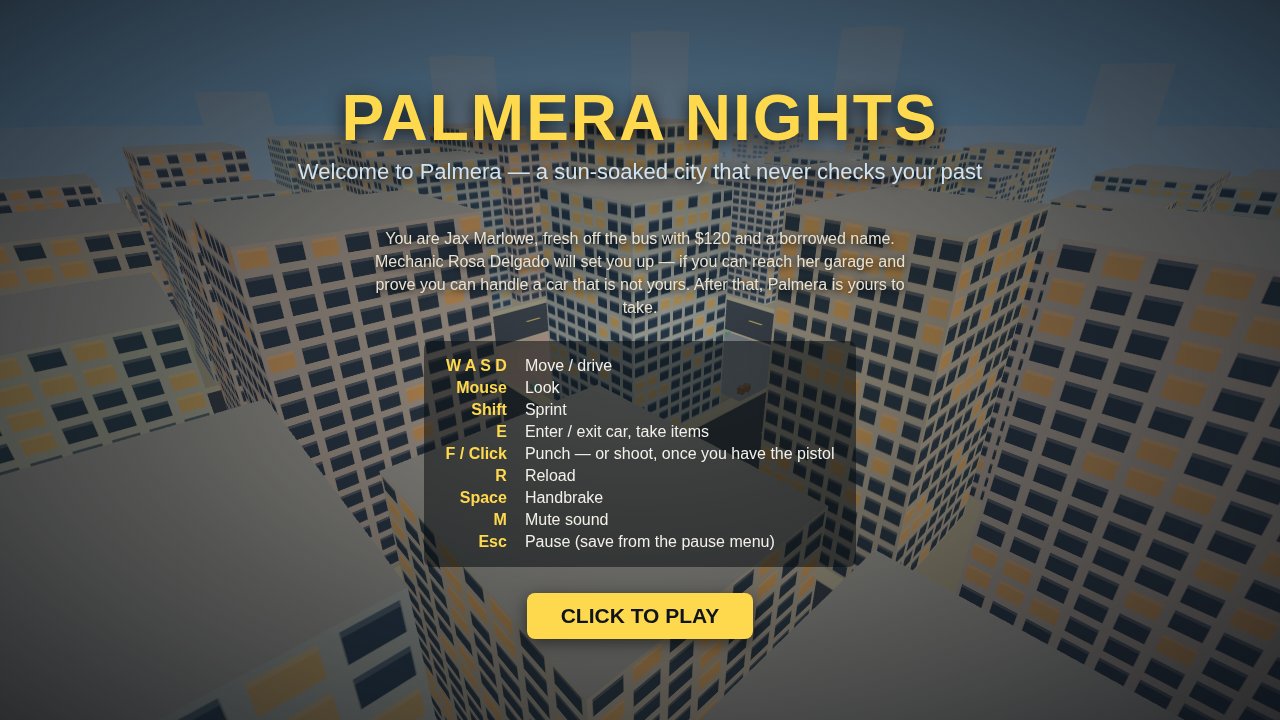 PALMERA NIGHTS
Welcome to Palmera — a sun-soaked city that never checks your past
You are Jax Marlowe, fresh off the bus with $120 and a borrowed name.
Mechanic Rosa Delgado will set you up — if you can reach her garage and
prove you can handle a car that is not yours. After that, Palmera is yours to
take.
W A S D Move / drive
Mouse Look
Shift Sprint
E Enter / exit car, take items
F / Click Punch — or shoot, once you have the pistol
R Reload
Space Handbrake
M Mute sound
Esc Pause (save from the pause menu)
CLICK TO PLAY